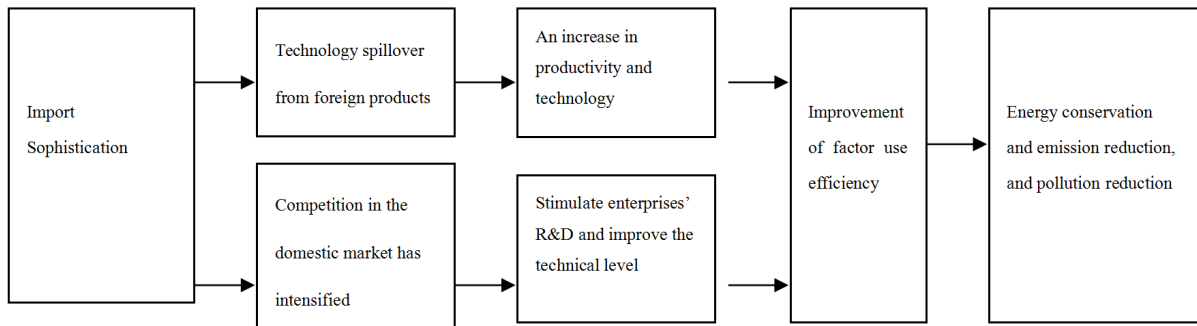 Import
Sophistication
Technology spillover
from foreign products
An increase in
productivity and
technology
Competition in the
domestic market has
intensified
Stimulate enterprises’
R&D and improve the
technical level
Improvement
of factor use
efficiency
Energy conservation
and emission reduction,
and pollution reduction